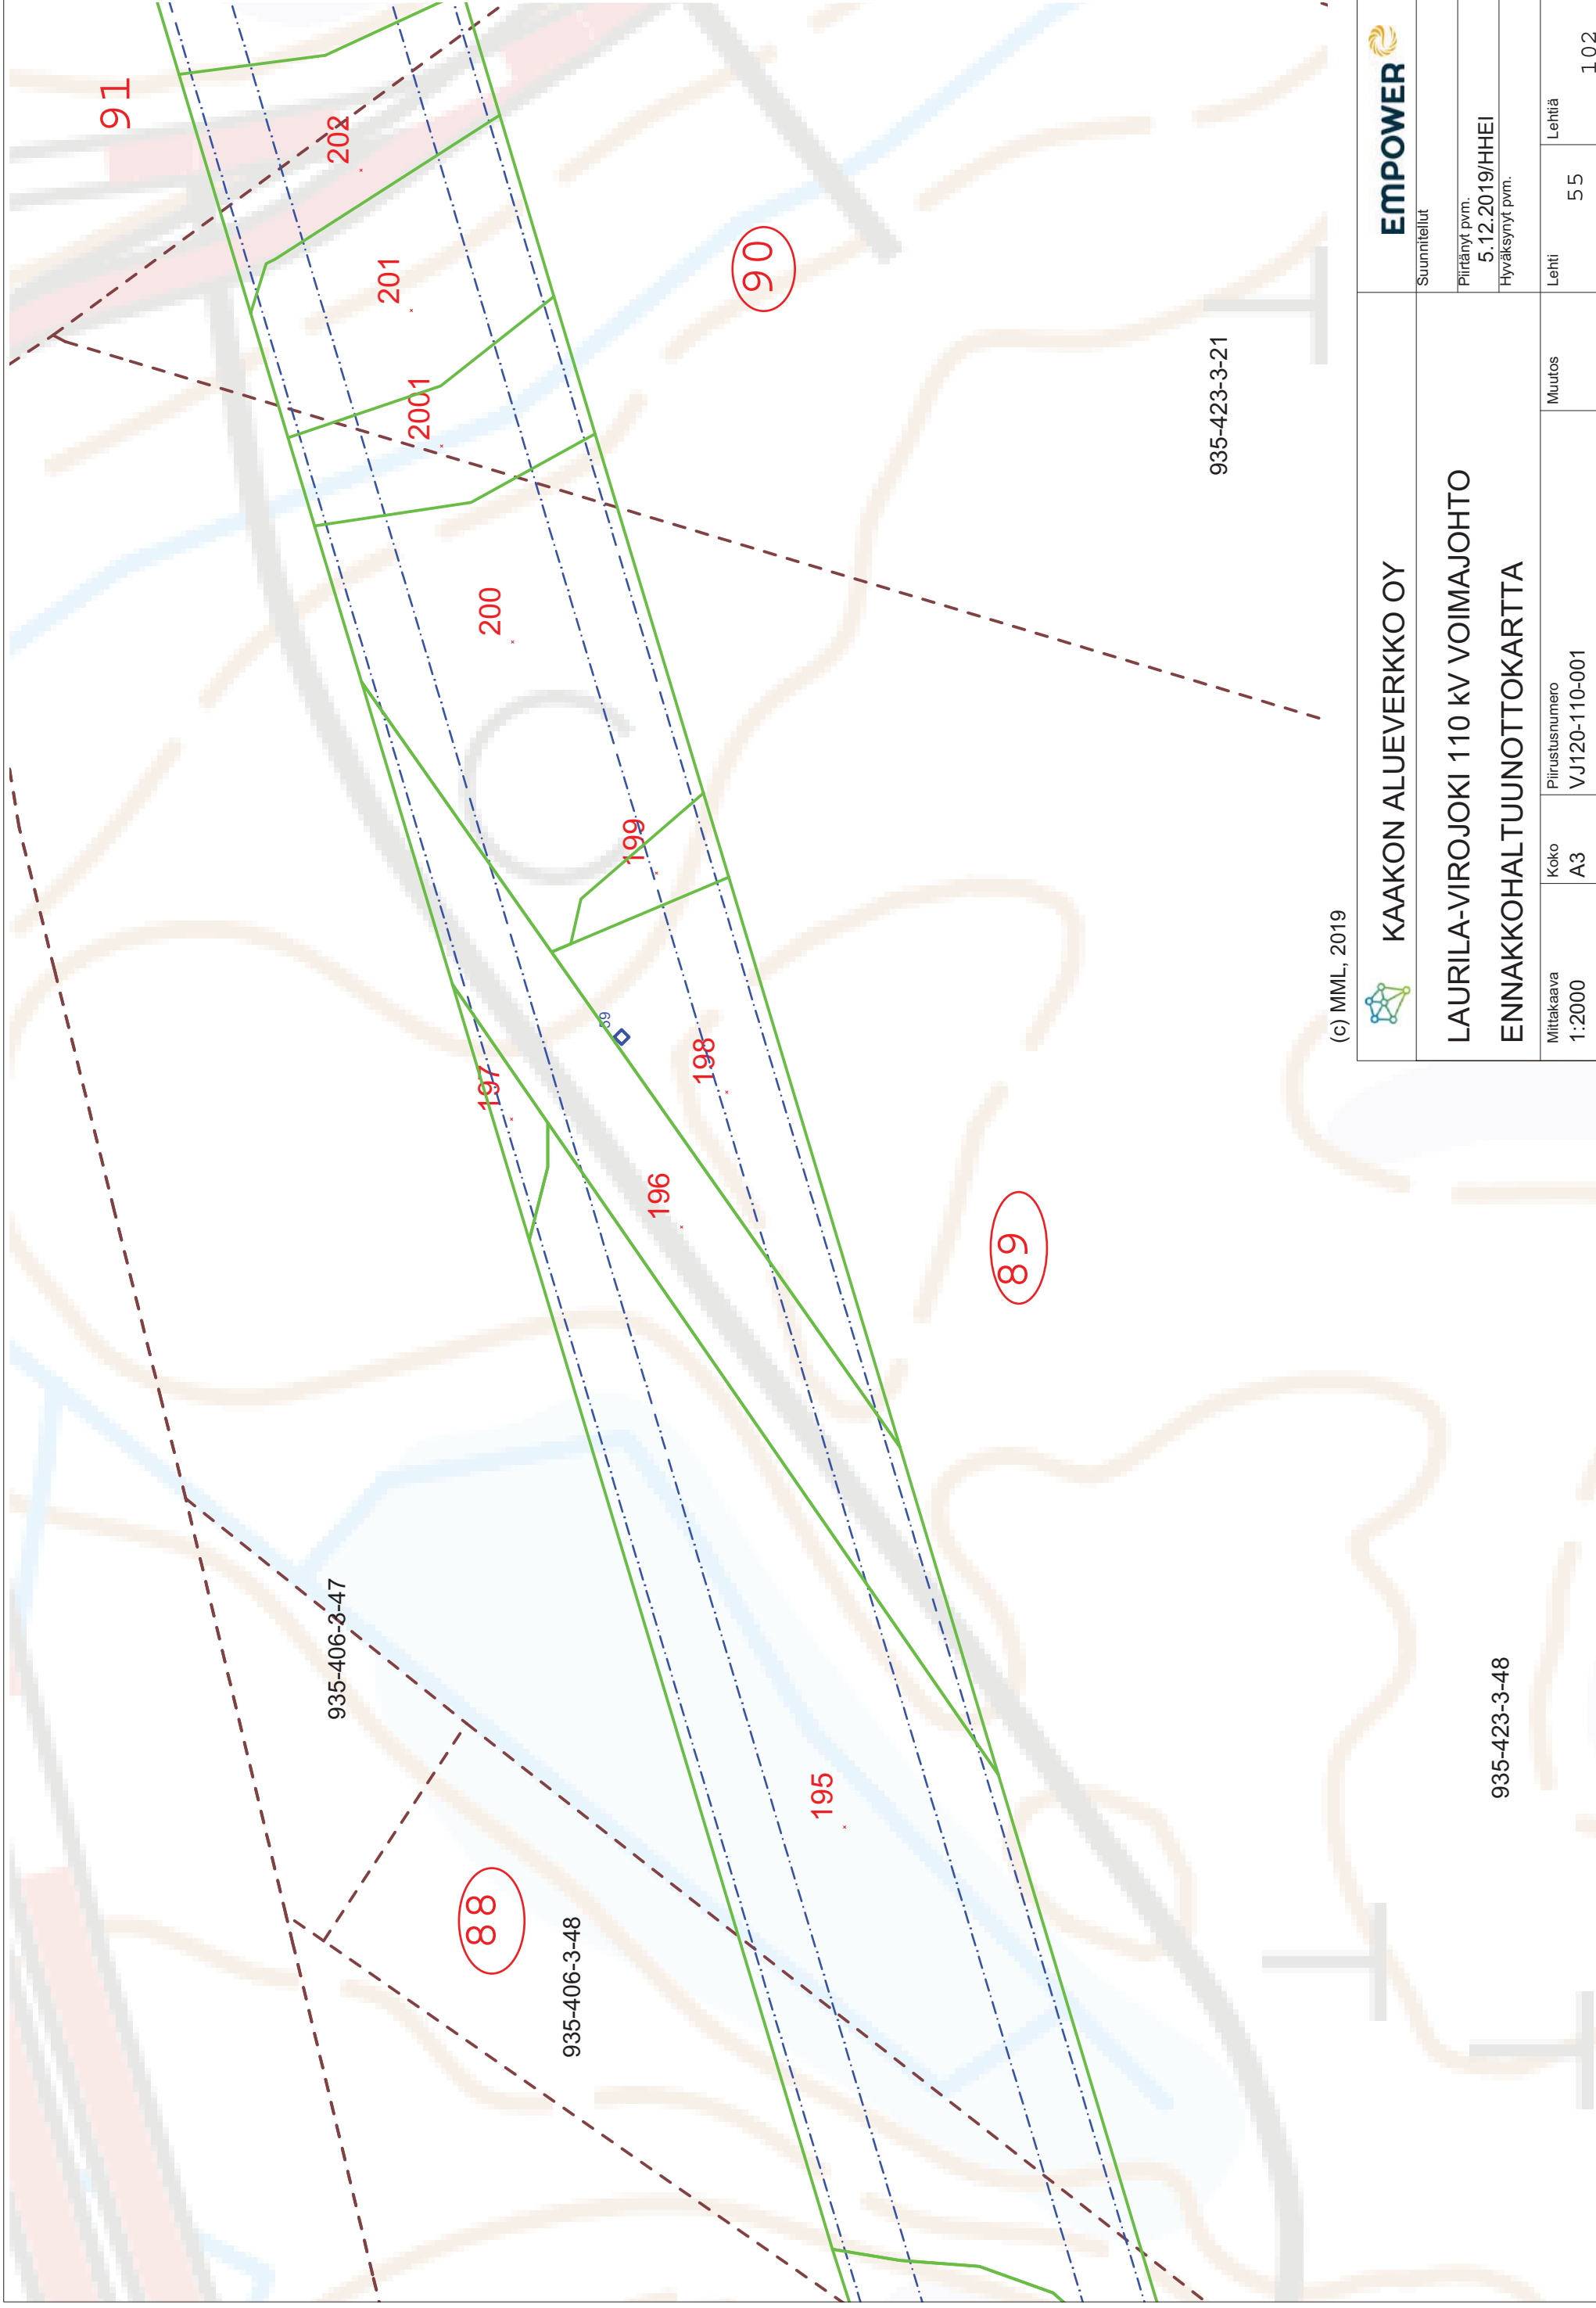 91
202
201
2001
90
200
935-423-3-21
199
59
198
197
196
89
935-406-3-47
195
88
935-406-3-48
935-423-3-48
(c) MML, 2019
KAAKON ALUEVERKKO OY
EMPOWER
LAURILA-VIROJOKI 110 kV VOIMAJOHTO
ENNAKKOHALTUUNOTTOKARTTA
Suunnitellut
Piirtänyt pvm.
5.12.2019/HHEI
Hyväksynyt pvm.
Mittakaava
1:2000
Koko
A3
Piirustusnumero
VJ120-110-001
Muutos
Lehti
55
Lehtiä
102